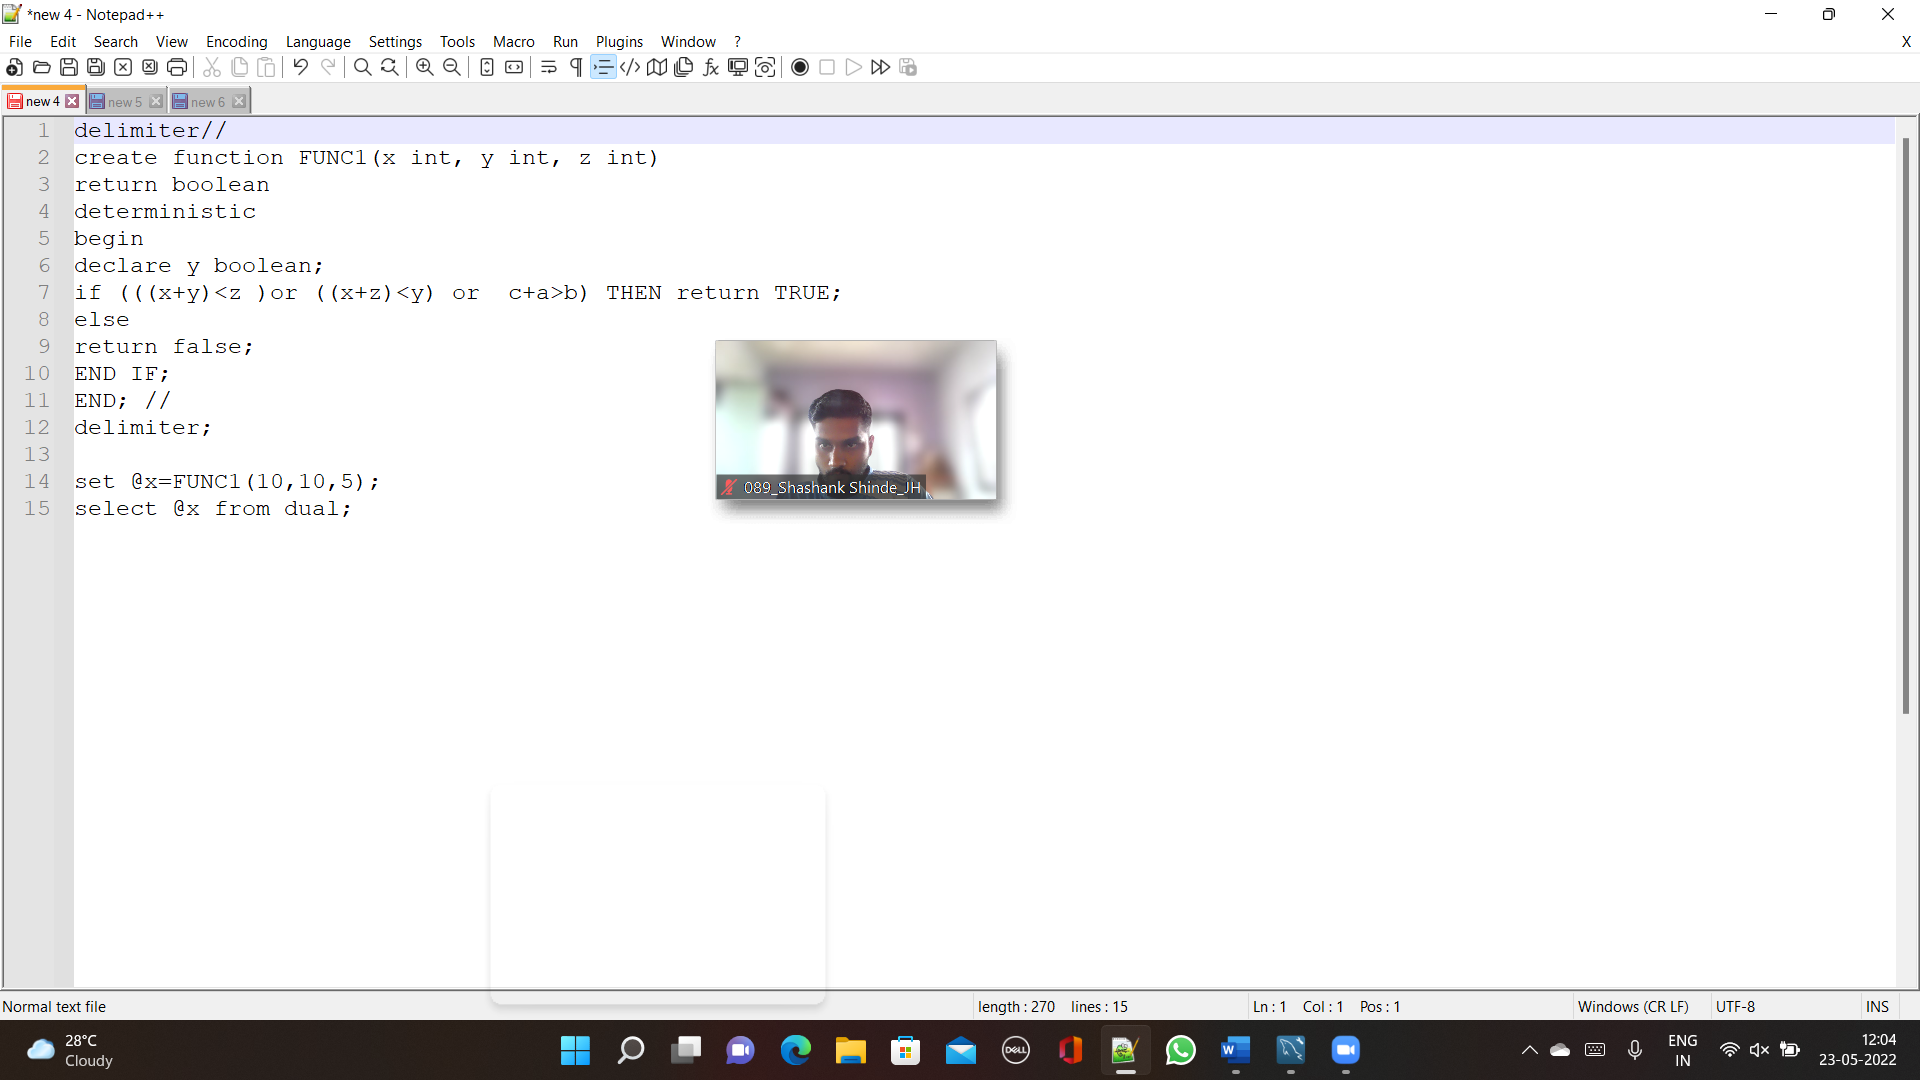 *new 4 - Notepad++
File Edit Search View Encoding Language Settings Tools Macro Run Plugins Window ? X
new 4 new 5 new 6
1 delimiter//
2 create function FUNC1(x int, y int, z int)
3 return boolean
4 deterministic
5 begin
6 declare y boolean;
7 if (((x+y)<z )or ((x+z)<y) or  c+a>b) THEN return TRUE;
8 else
9 return false;
10 END IF;
11 END; //
12 delimiter;
13
14 set @x=FUNC1(10,10,5);
15 select @x from dual;
089_Shashank Shinde_JH
Normal text file length : 270 lines : 15 Ln : 1 Col : 1 Pos : 1 Windows (CR LF) UTF-8 INS
28°C
Cloudy
DELL
W
ENG
IN
12:04
23-05-2022